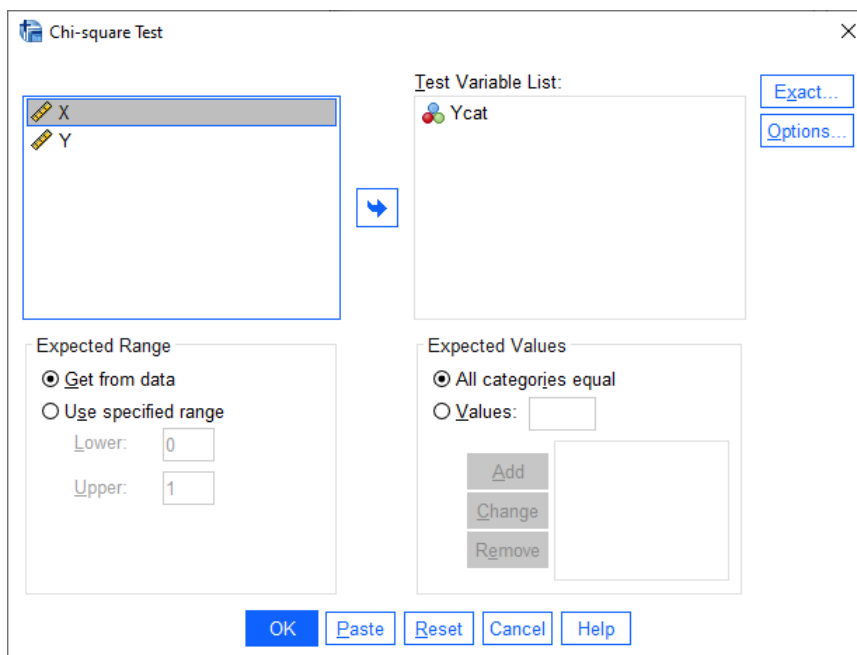 Chi-square Test
Test Variable List:
X
Y
Ycat
Exact...
Options...
Expected Range
Get from data
Use specified range
Lower: 0
Upper: 1
Expected Values
All categories equal
Values:
Add
Change
Remove
OK Paste Reset Cancel Help